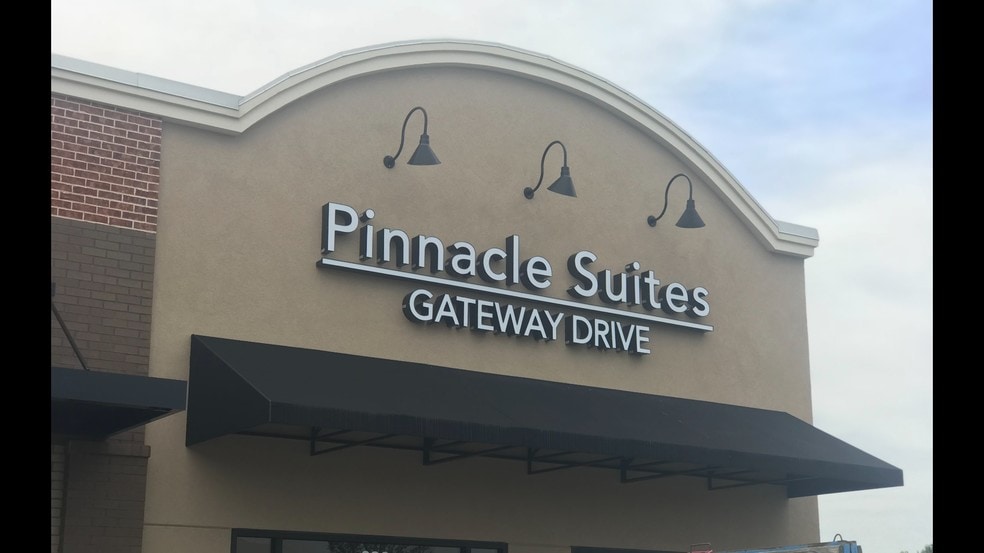 Pinnacle Suites
GATEWAY DRIVE